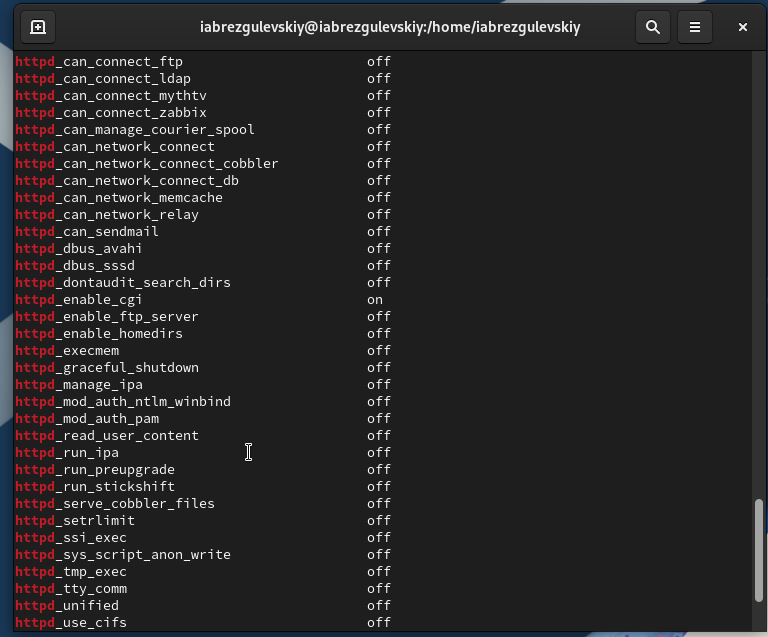 iabrezgulevskiy@iabrezgulevskiy:/home/iabrezgulevskiy
httpd_can_connect_ftp off
httpd_can_connect_ldap off
httpd_can_connect_mythtv off
httpd_can_connect_zabbix off
httpd_can_manage_courier_spool off
httpd_can_network_connect off
httpd_can_network_connect_cobbler off
httpd_can_network_connect_db off
httpd_can_network_memcache off
httpd_can_network_relay off
httpd_can_sendmail off
httpd_dbus_avahi off
httpd_dbus_sssd off
httpd_dontaudit_search_dirs off
httpd_enable_cgi on
httpd_enable_ftp_server off
httpd_enable_homedirs off
httpd_execmem off
httpd_graceful_shutdown off
httpd_manage_ipa off
httpd_mod_auth_ntlm_winbind off
httpd_mod_auth_pam off
httpd_read_user_content off
httpd_run_ipa off
httpd_run_preupgrade off
httpd_run_stickshift off
httpd_serve_cobbler_files off
httpd_setrlimit off
httpd_ssi_exec off
httpd_sys_script_anon_write off
httpd_tmp_exec off
httpd_tty_comm off
httpd_unified off
httpd_use_cifs off